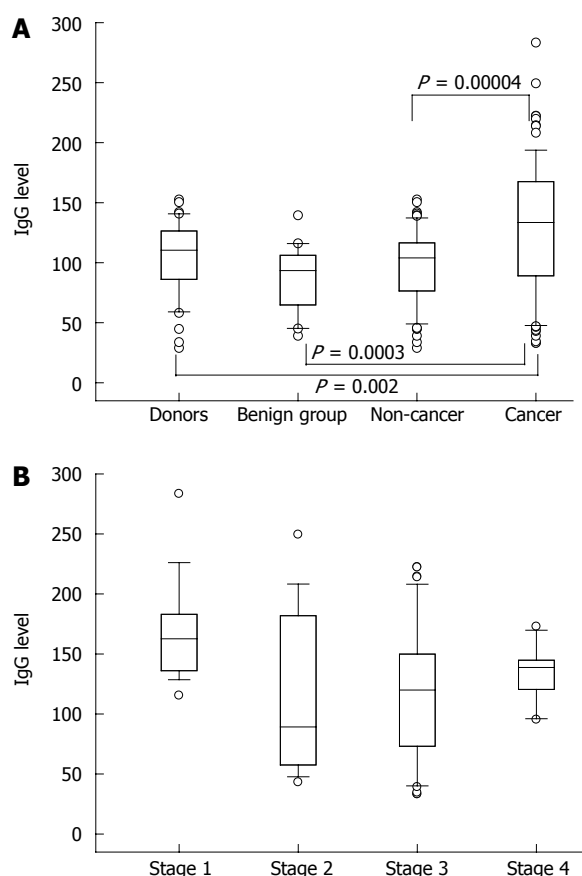 A
300
250
200
150
100
50
0
IgG level
P = 0.00004
P = 0.0003
P = 0.002
Donors Benign group Non-cancer Cancer
B
300
250
200
150
100
50
0
IgG level
Stage 1 Stage 2 Stage 3 Stage 4